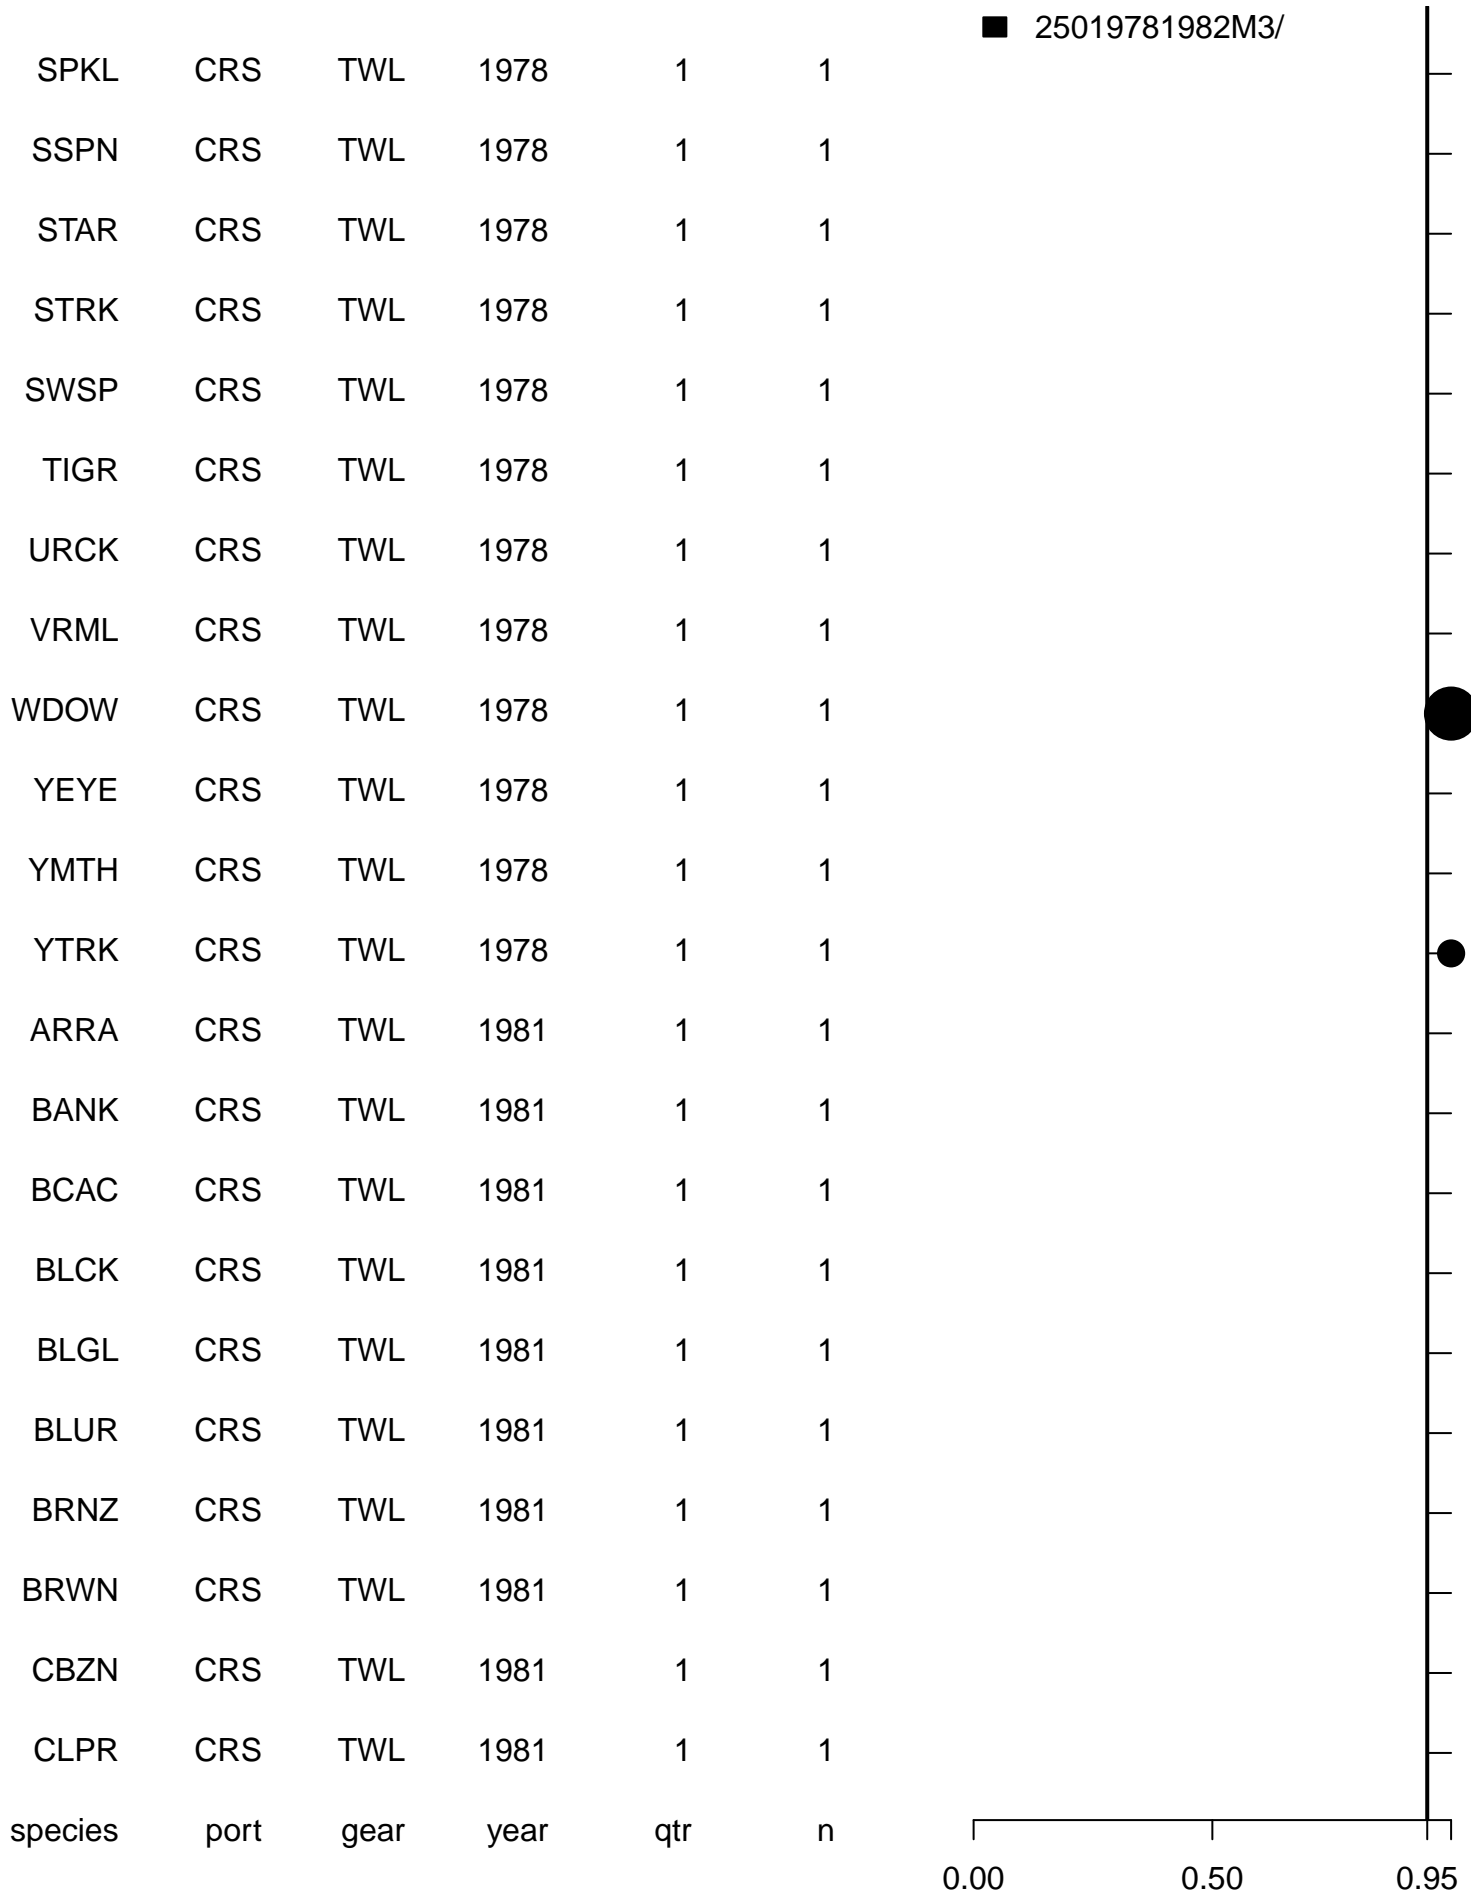 25019781982M3/
SPKL CRS TWL 1978 1 1
SSPN CRS TWL 1978 1 1
STAR CRS TWL 1978 1 1
STRK CRS TWL 1978 1 1
SWSP CRS TWL 1978 1 1
TIGR CRS TWL 1978 1 1
URCK CRS TWL 1978 1 1
VRML CRS TWL 1978 1 1
WDOW CRS TWL 1978 1 1
YEYE CRS TWL 1978 1 1
YMTH CRS TWL 1978 1 1
YTRK CRS TWL 1978 1 1
ARRA CRS TWL 1981 1 1
BANK CRS TWL 1981 1 1
BCAC CRS TWL 1981 1 1
BLCK CRS TWL 1981 1 1
BLGL CRS TWL 1981 1 1
BLUR CRS TWL 1981 1 1
BRNZ CRS TWL 1981 1 1
BRWN CRS TWL 1981 1 1
CBZN CRS TWL 1981 1 1
CLPR CRS TWL 1981 1 1
species port gear year qtr n
0.00 0.50 0.95